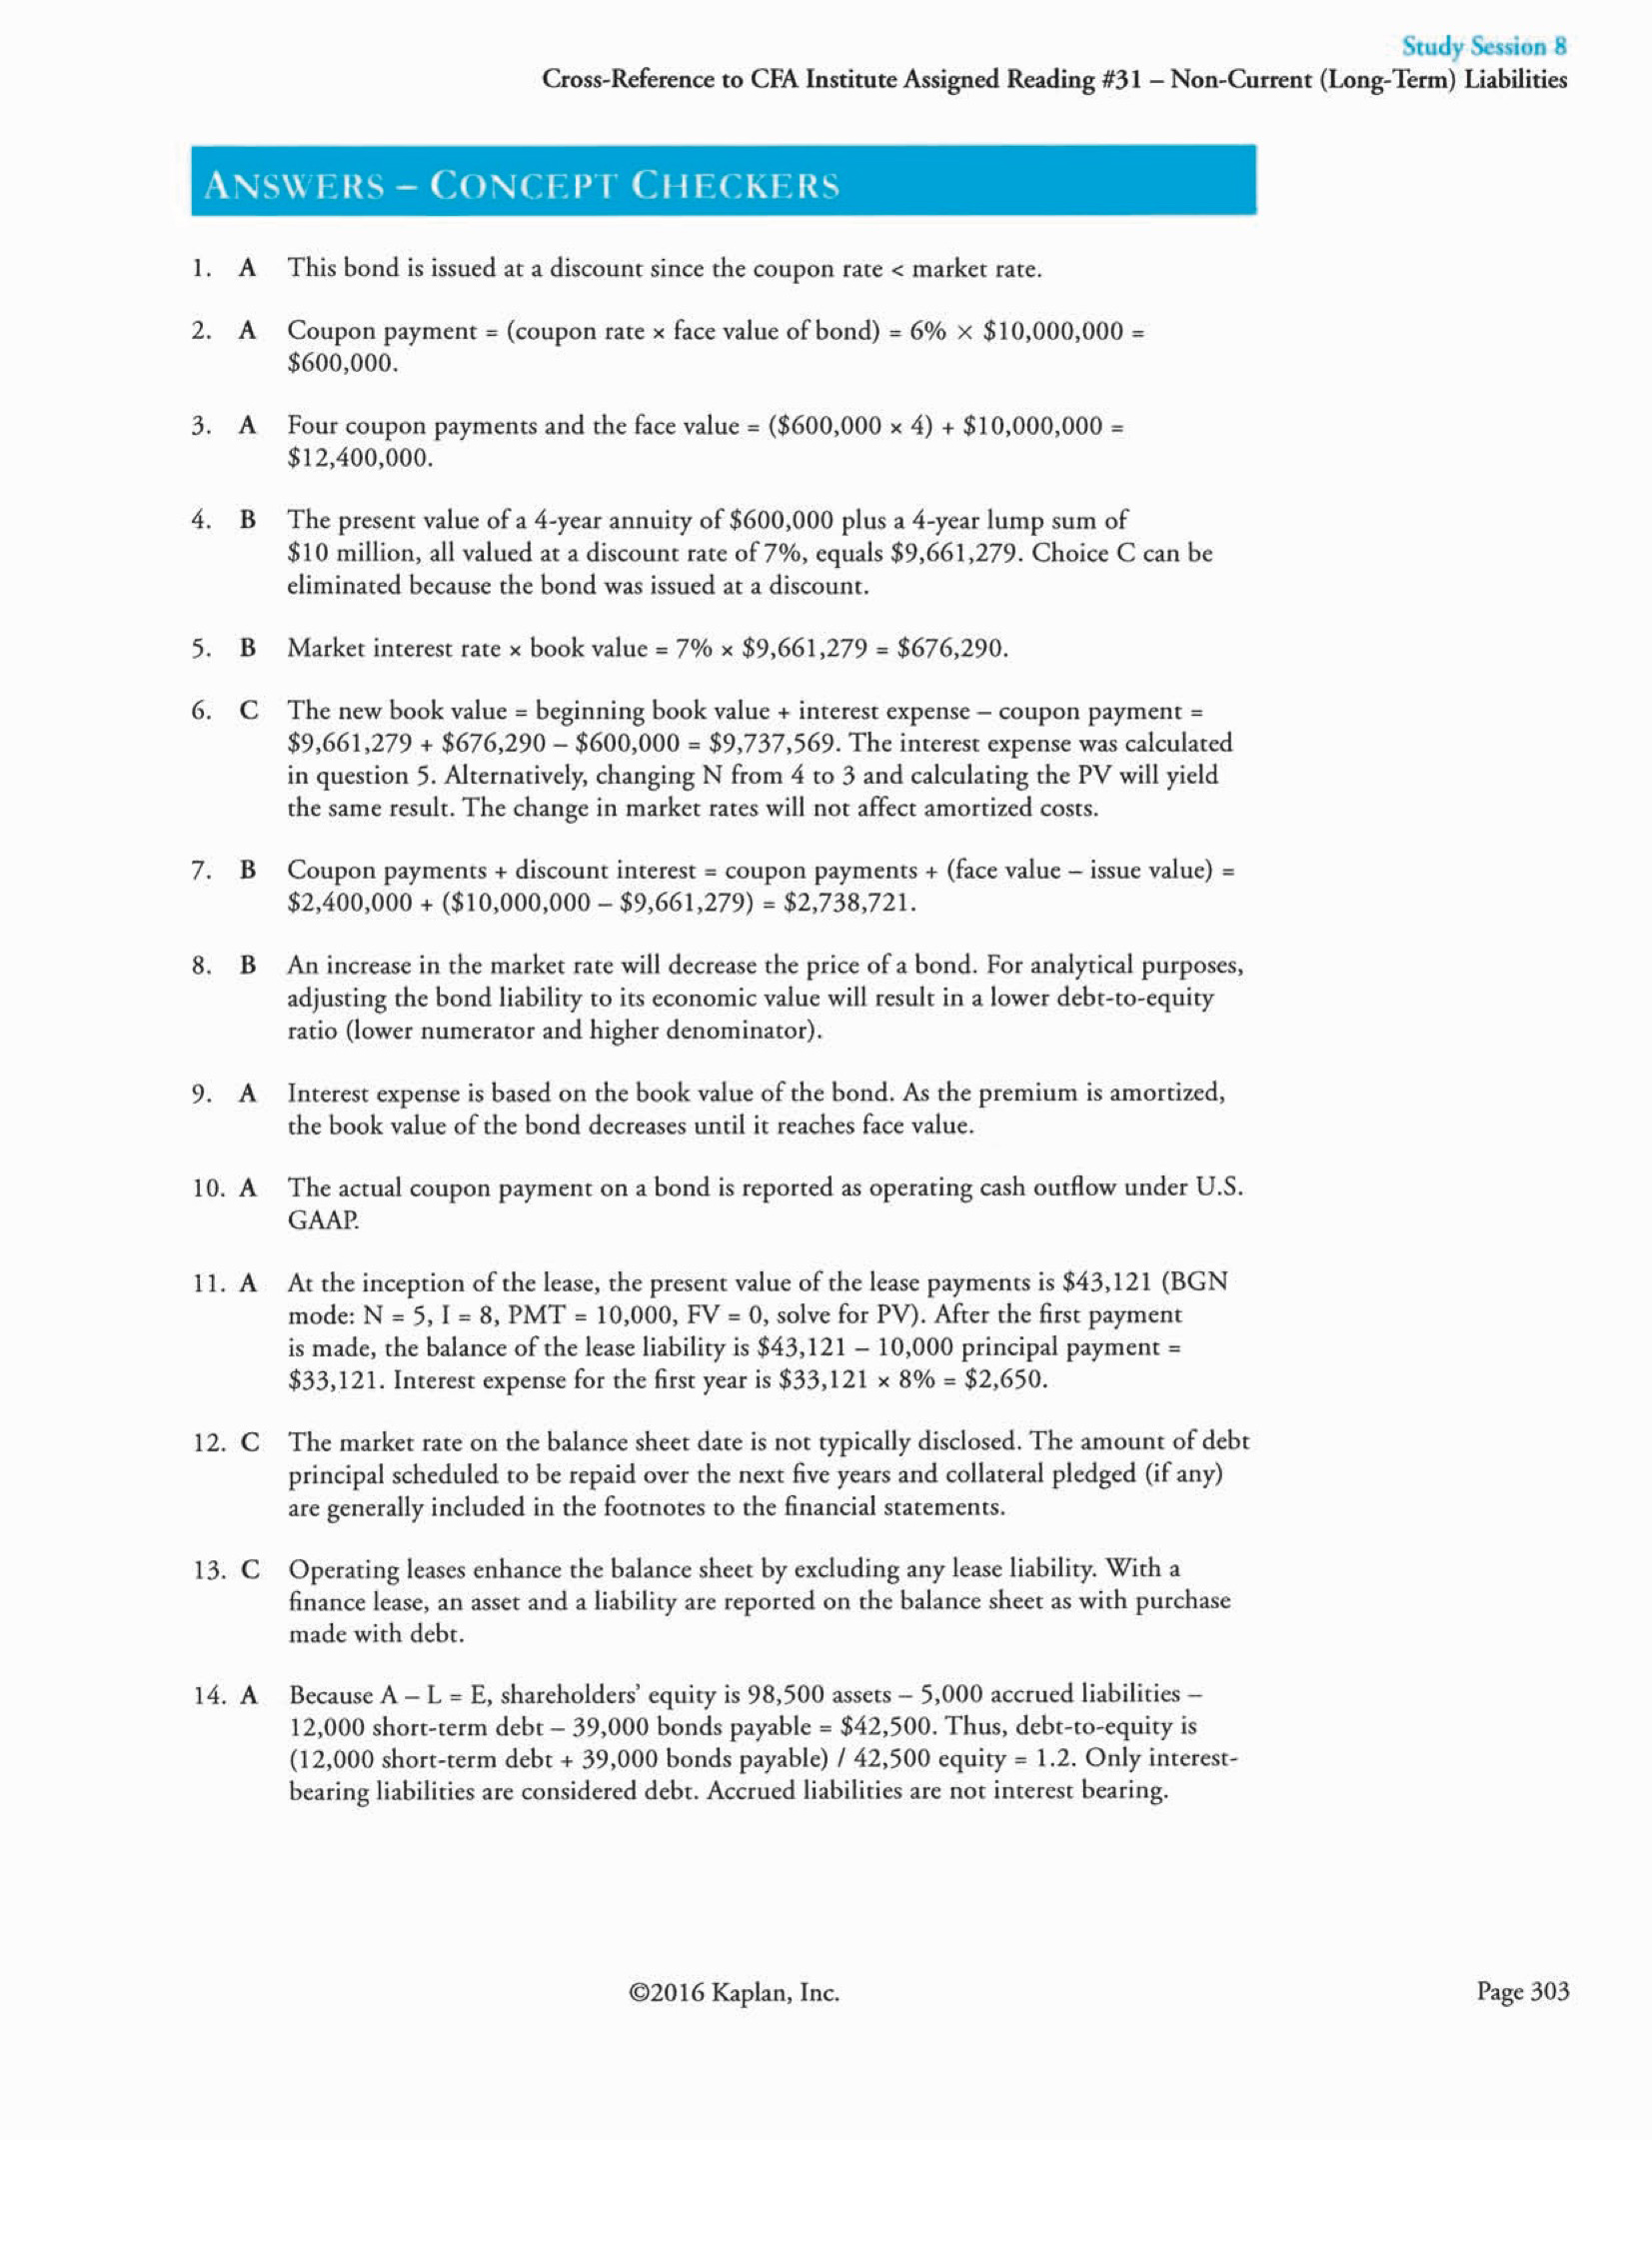 Study Session 8
Cross-Reference to CFA Institute Assigned Reading #31 – Non-Current (Long-Term) Liabilities
ANSWERS – CONCEPT CHECKERS
1. A This bond is issued at a discount since the coupon rate < market rate.
2. A Coupon payment = (coupon rate × face value of bond) = 6% × $10,000,000 =
$600,000.
3. A Four coupon payments and the face value = ($600,000 × 4) + $10,000,000 =
$12,400,000.
4. B The present value of a 4-year annuity of $600,000 plus a 4-year lump sum of
$10 million, all valued at a discount rate of 7%, equals $9,661,279. Choice C can be
eliminated because the bond was issued at a discount.
5. B Market interest rate × book value = 7% × $9,661,279 = $676,290.
6. C The new book value = beginning book value + interest expense – coupon payment =
$9,661,279 + $676,290 – $600,000 = $9,737,569. The interest expense was calculated
in question 5. Alternatively, changing N from 4 to 3 and calculating the PV will yield
the same result. The change in market rates will not affect amortized costs.
7. B Coupon payments + discount interest = coupon payments + (face value – issue value) =
$2,400,000 + ($10,000,000 – $9,661,279) = $2,738,721.
8. B An increase in the market rate will decrease the price of a bond. For analytical purposes,
adjusting the bond liability to its economic value will result in a lower debt-to-equity
ratio (lower numerator and higher denominator).
9. A Interest expense is based on the book value of the bond. As the premium is amortized,
the book value of the bond decreases until it reaches face value.
10. A The actual coupon payment on a bond is reported as operating cash outflow under U.S.
GAAP.
11. A At the inception of the lease, the present value of the lease payments is $43,121 (BGN
mode: N = 5, I = 8, PMT = 10,000, FV = 0, solve for PV). After the first payment
is made, the balance of the lease liability is $43,121 – 10,000 principal payment =
$33,121. Interest expense for the first year is $33,121 × 8% = $2,650.
12. C The market rate on the balance sheet date is not typically disclosed. The amount of debt
principal scheduled to be repaid over the next five years and collateral pledged (if any)
are generally included in the footnotes to the financial statements.
13. C Operating leases enhance the balance sheet by excluding any lease liability. With a
finance lease, an asset and a liability are reported on the balance sheet as with purchase
made with debt.
14. A Because A – L = E, shareholders' equity is 98,500 assets – 5,000 accrued liabilities –
12,000 short-term debt – 39,000 bonds payable = $42,500. Thus, debt-to-equity is
(12,000 short-term debt + 39,000 bonds payable) / 42,500 equity = 1.2. Only interest-
bearing liabilities are considered debt. Accrued liabilities are not interest bearing.
©2016 Kaplan, Inc.
Page 303